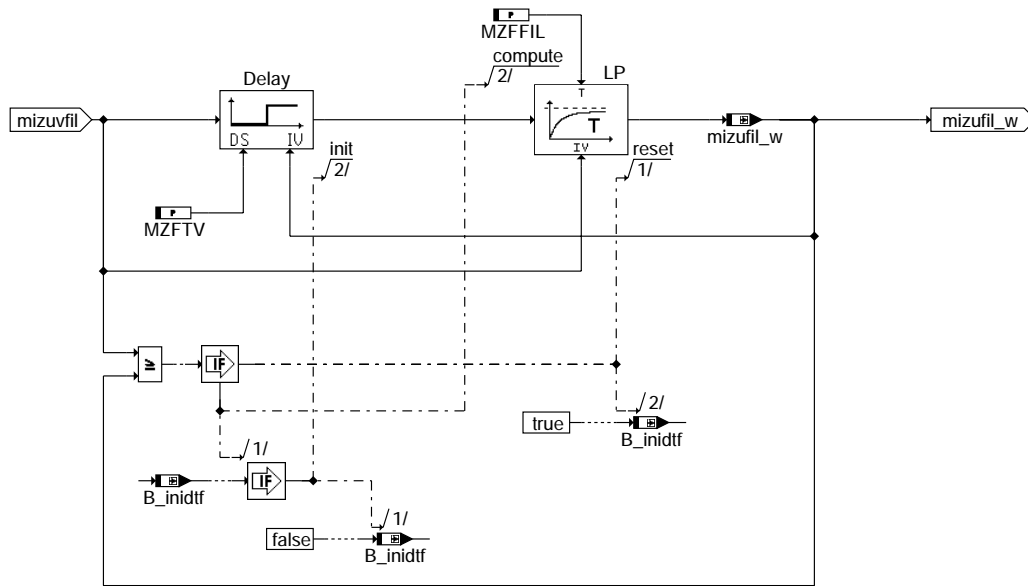 P
MZFFIL
compute
/2/
LP
Delay
T
mizuvfil
T
mizufil_w
mizufil_w
DS IV
IV
init
/2/
reset
/1/
P
MZFTV
≥
IF
/2/
true
B_inidtf
/1/
IF
B_inidtf
/1/
false
B_inidtf